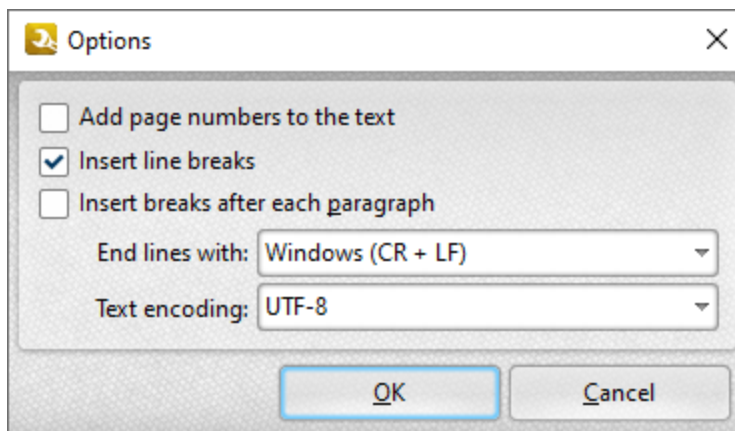 Options
Add page numbers to the text
Insert line breaks
Insert breaks after each paragraph
End lines with: Windows (CR + LF)
Text encoding: UTF-8
OK Cancel